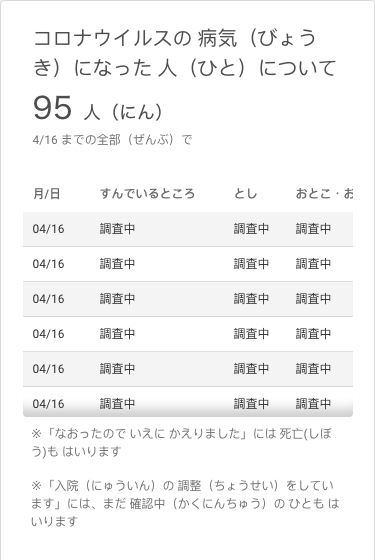 コロナウイルスの 病気（びょう
き）になった 人（ひと）について
95 人（にん）
4/16 までの全部（ぜんぶ）で
月/日 すんでいるところ とし おとこ・お
04/16 調査中 調査中 調査中
04/16 調査中 調査中 調査中
04/16 調査中 調査中 調査中
04/16 調査中 調査中 調査中
04/16 調査中 調査中 調査中
04/16 調査中 調査中 調査中
※「なおったので いえに かえりました」には 死亡(しぼ
う)も はいります
※「入院（にゅういん）の 調整（ちょうせい）をしてい
ます」には、まだ 確認中（かくにんちゅう）の ひとも は
いります